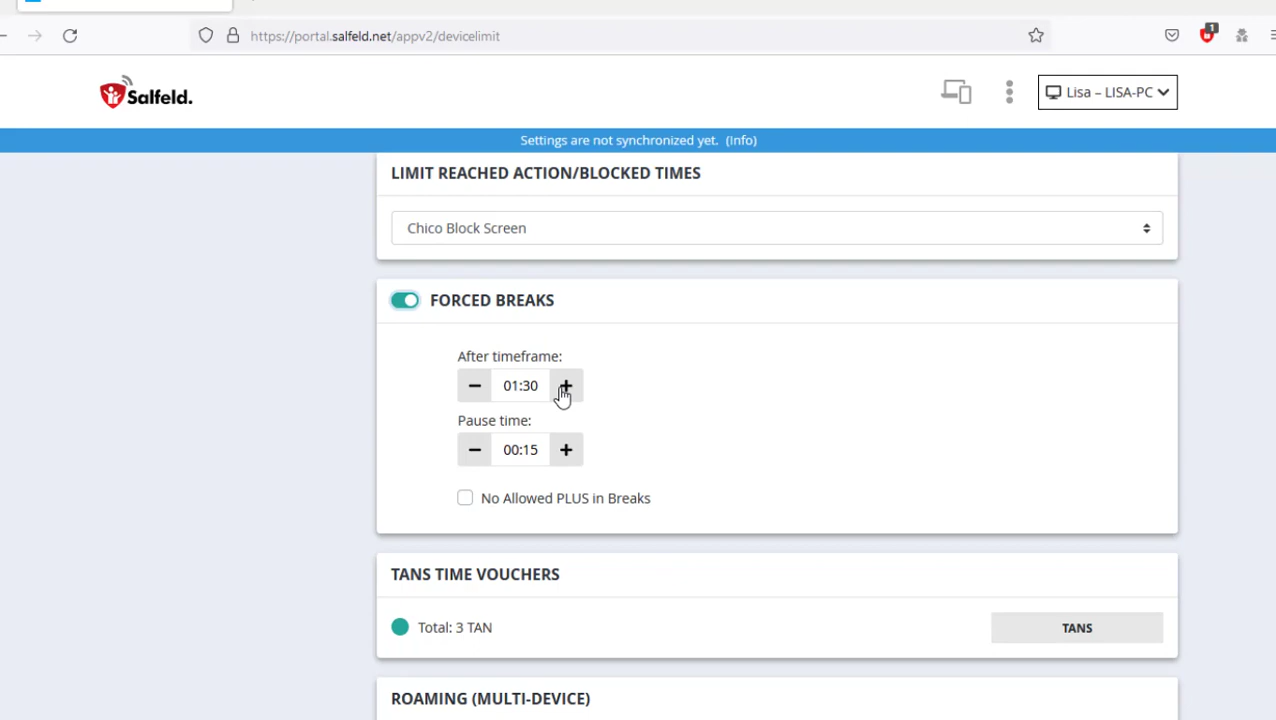 https://portal.salfeld.net/appv2/devicelimit
1
Salfeld.
Lisa – LISA-PC
Settings are not synchronized yet. (Info)
LIMIT REACHED ACTION/BLOCKED TIMES
Chico Block Screen
FORCED BREAKS
After timeframe:
− 01:30 +
Pause time:
− 00:15 +
No Allowed PLUS in Breaks
TANS TIME VOUCHERS
Total: 3 TAN
TANS
ROAMING (MULTI-DEVICE)